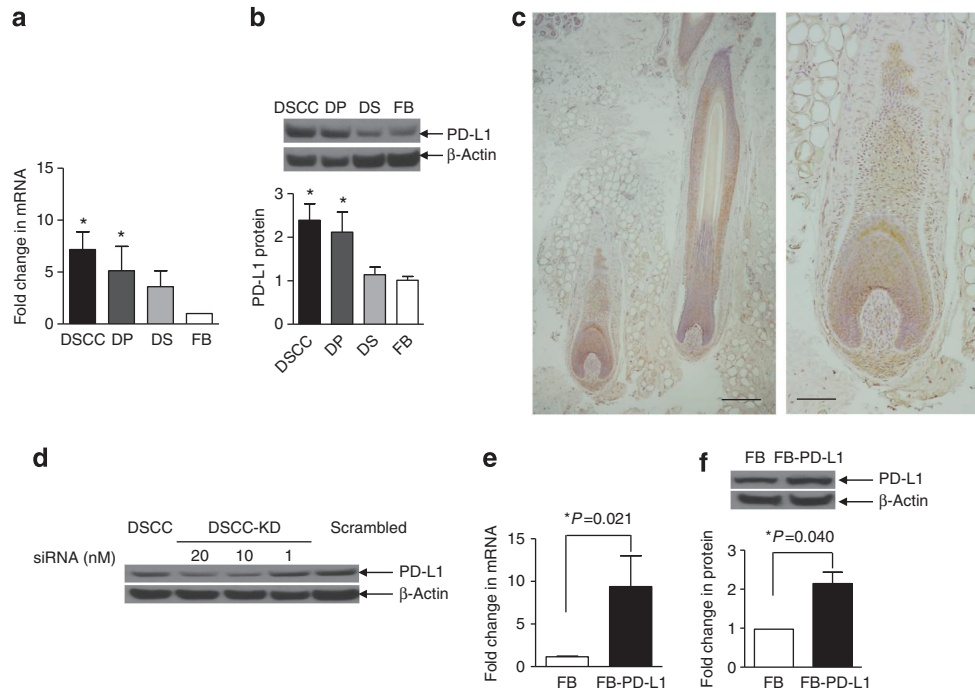 a
Fold change in mRNA
15
10
5
0
*
*
DSCC DP DS FB
b
DSCC DP DS FB
PD-L1
β-Actin
PD-L1 protein
3
2
1
0
*
*
DSCC DP DS FB
c
d
DSCC DSCC-KD Scrambled
siRNA (nM) 20 10 1
PD-L1
β-Actin
e
*P=0.021
Fold change in mRNA
15
10
5
0
FB FB-PD-L1
f
FB FB-PD-L1
PD-L1
β-Actin
*P=0.040
Fold change in protein
3
2
1
0
FB FB-PD-L1